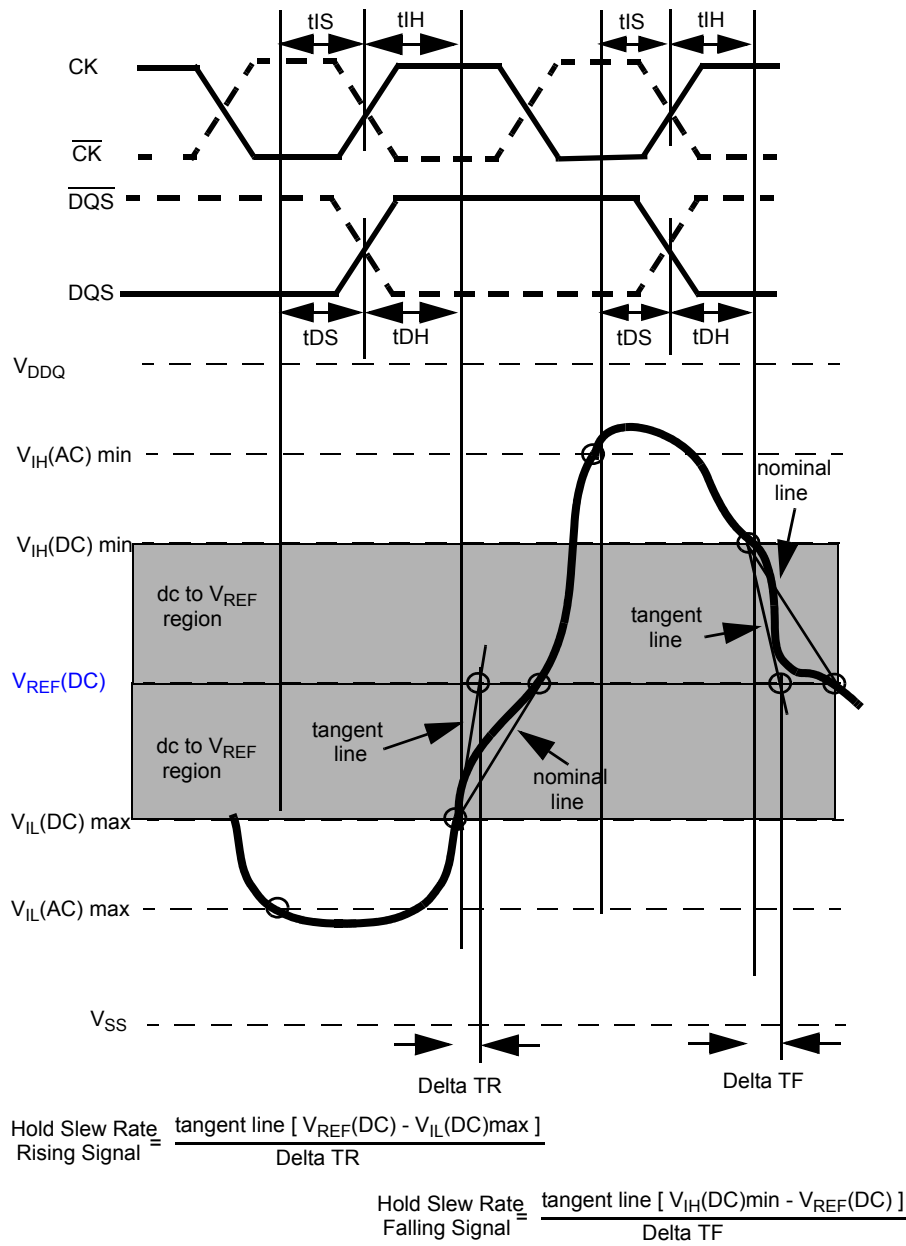 tIS tIH tIS tIH
CK
CK
DQS
DQS
tDS tDH tDS tDH
VDDQ
VIH(AC) min
nominal
line
VIH(DC) min
dc to VREF
region
tangent
line
VREF(DC)
tangent
line
dc to VREF
region
nominal
line
VIL(DC) max
VIL(AC) max
VSS
Delta TR Delta TF
Hold Slew Rate
Rising Signal = tangent line [ VREF(DC) - VIL(DC)max ]
Delta TR
Hold Slew Rate
Falling Signal = tangent line [ VIH(DC)min - VREF(DC) ]
Delta TF